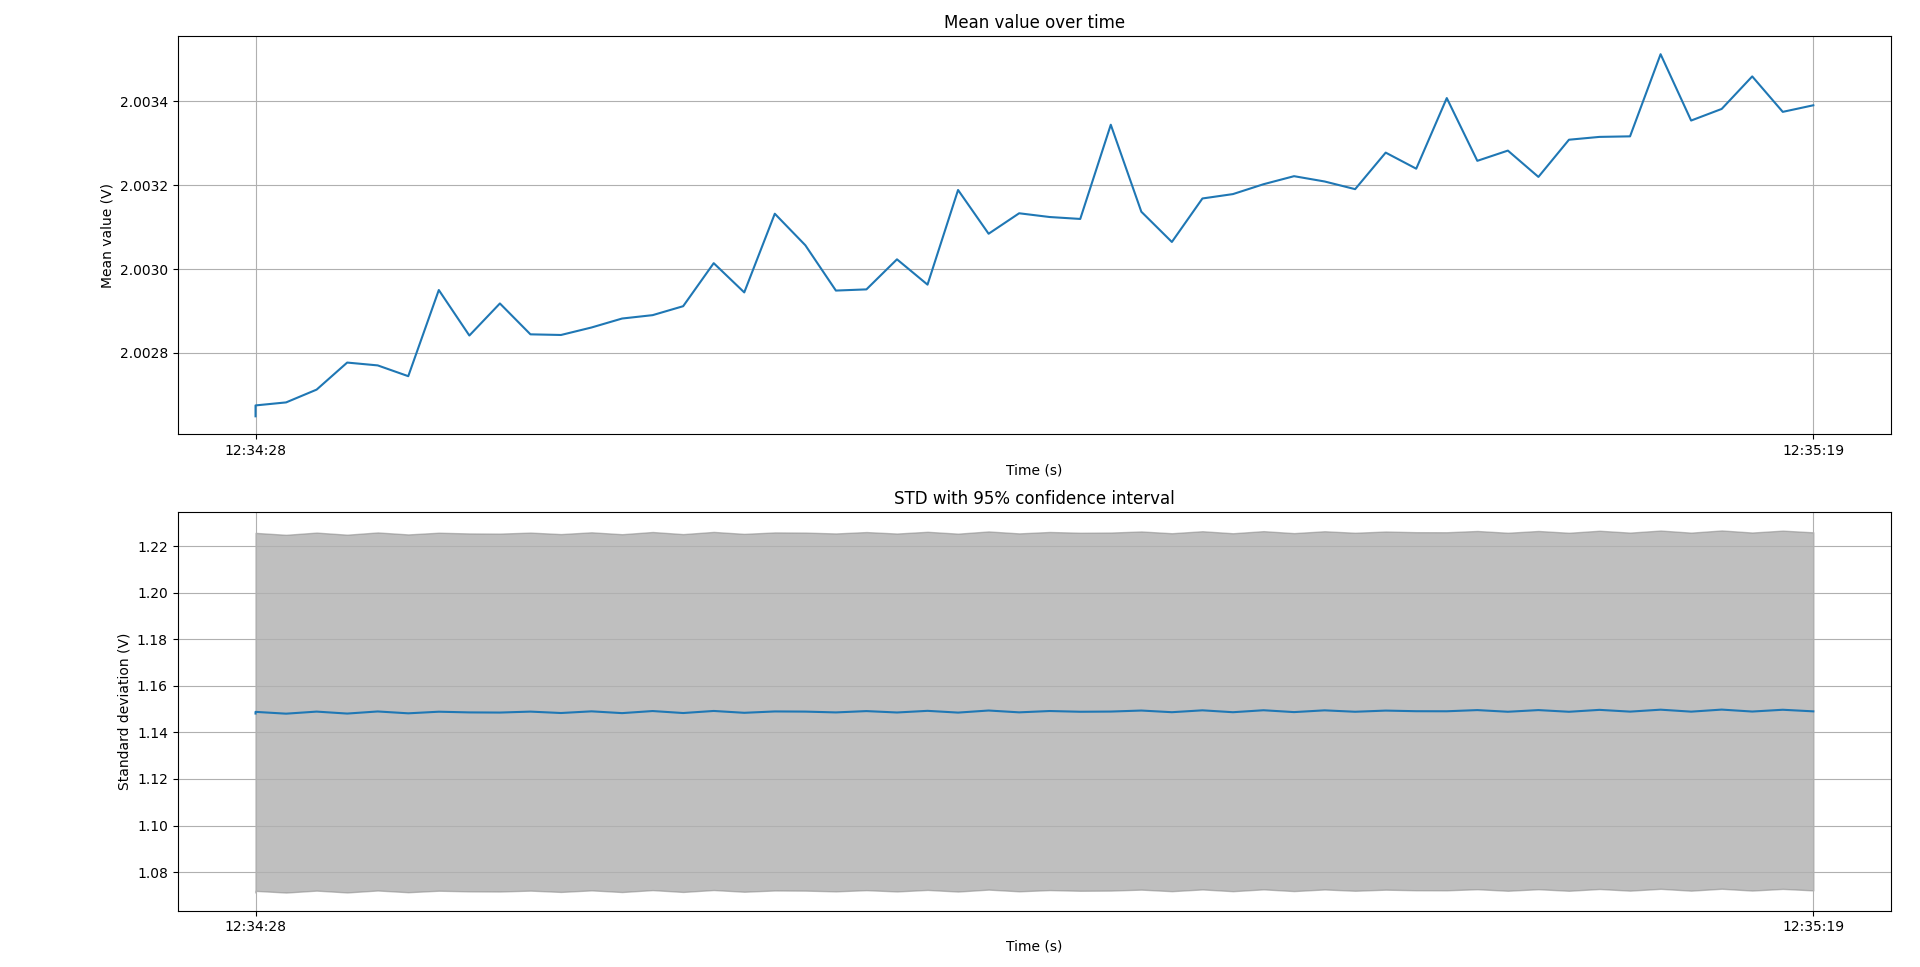 Mean value over time
Mean value (V)
2.0034
2.0032
2.0030
2.0028
12:34:28
12:35:19
Time (s)
STD with 95% confidence interval
Standard deviation (V)
1.22
1.20
1.18
1.16
1.14
1.12
1.10
1.08
12:34:28
12:35:19
Time (s)